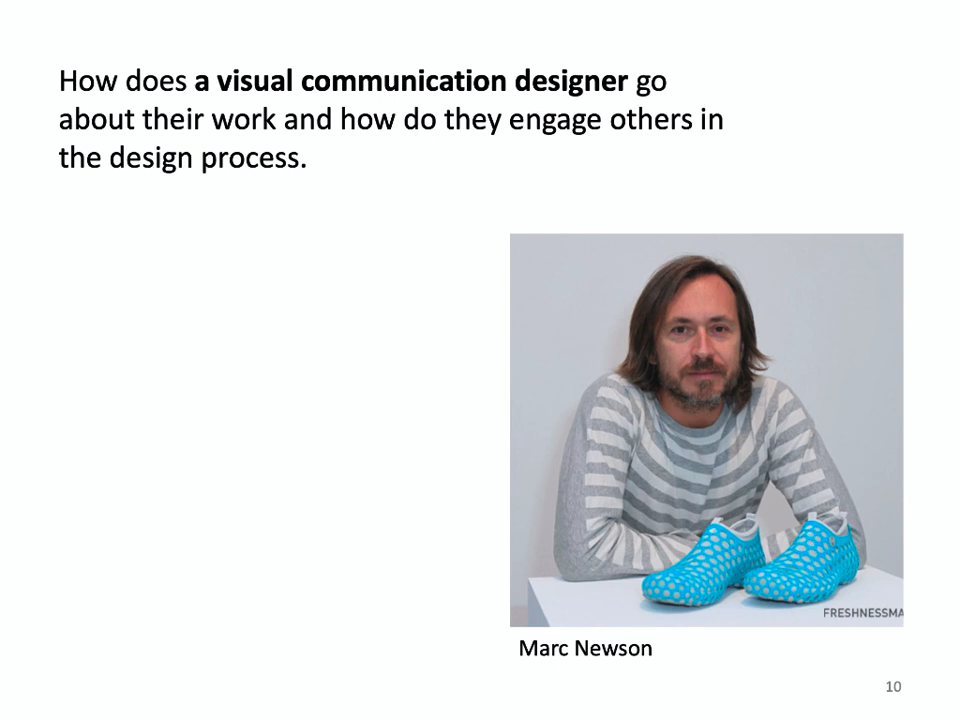 How does a visual communication designer go
about their work and how do they engage others in
the design process.
FRESHNESSMA
Marc Newson
10